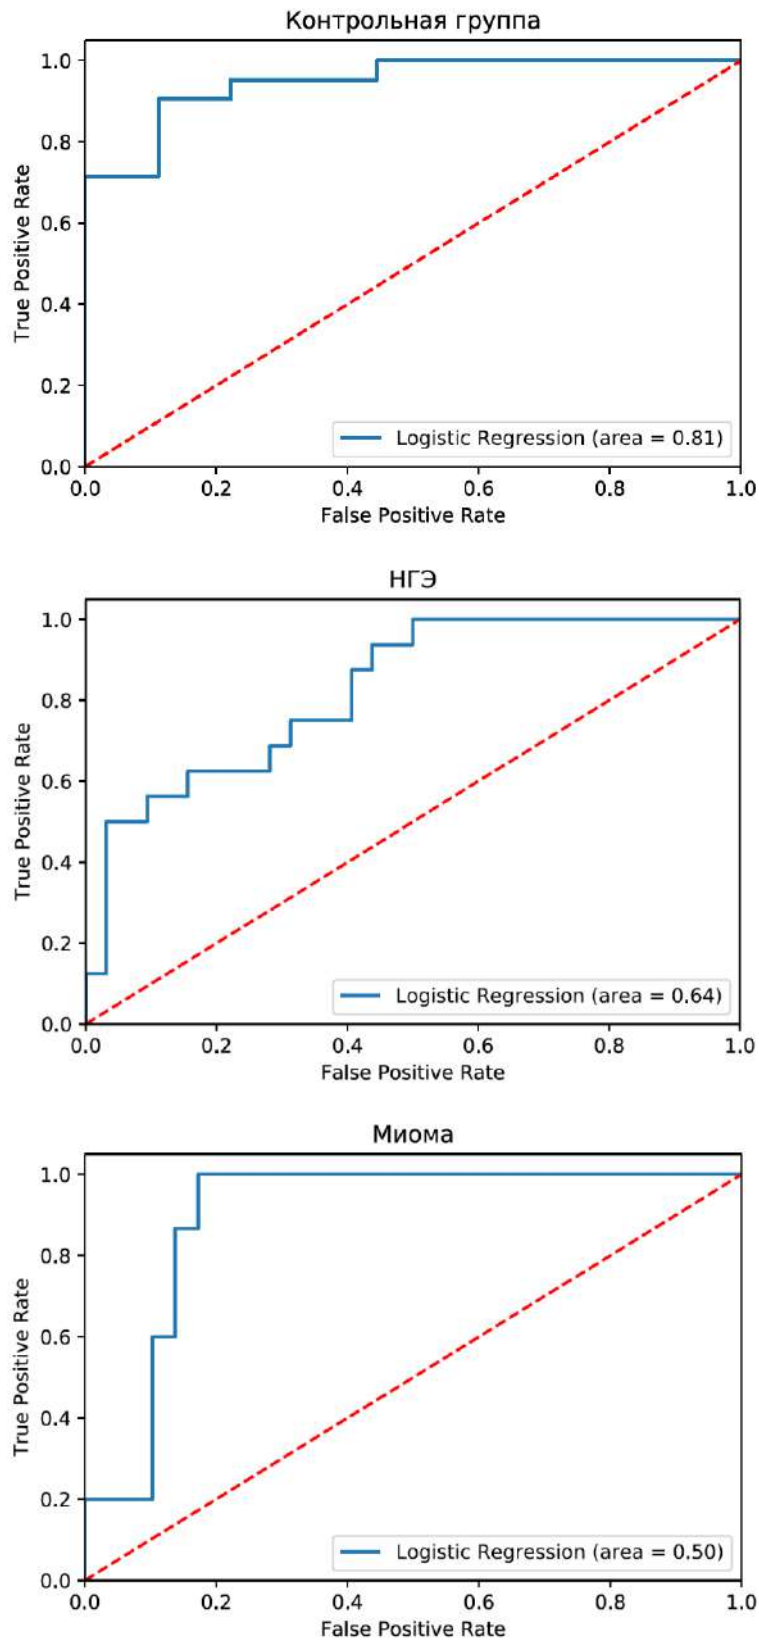 Контрольная группа
1.0
0.8
0.6
0.4
0.2
0.0
True Positive Rate
Logistic Regression (area = 0.81)
0.0 0.2 0.4 0.6 0.8 1.0
False Positive Rate
НГЭ
1.0
0.8
0.6
0.4
0.2
0.0
True Positive Rate
Logistic Regression (area = 0.64)
0.0 0.2 0.4 0.6 0.8 1.0
False Positive Rate
Миома
1.0
0.8
0.6
0.4
0.2
0.0
True Positive Rate
Logistic Regression (area = 0.50)
0.0 0.2 0.4 0.6 0.8 1.0
False Positive Rate